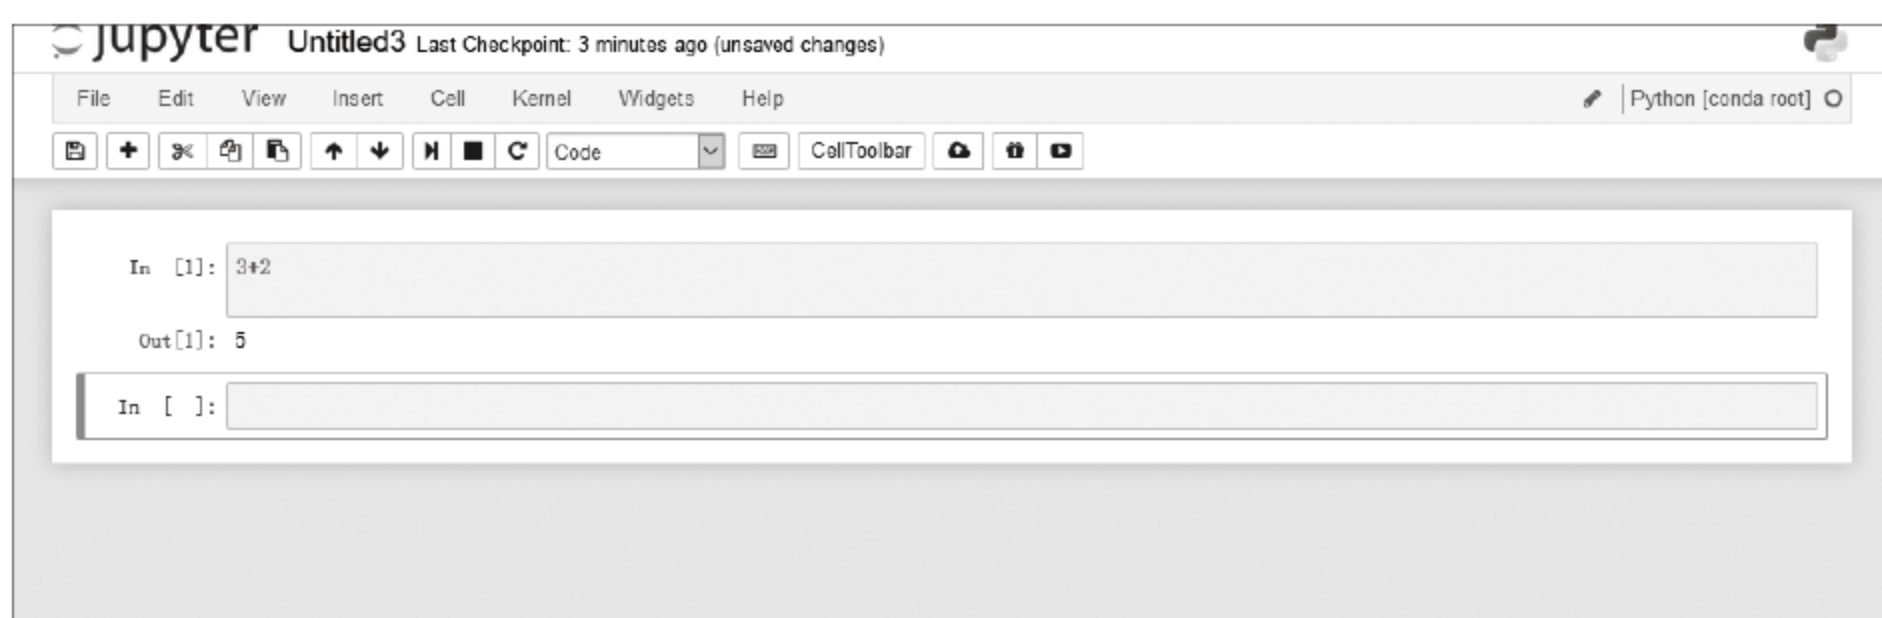 Jupyter Untitled3 Last Checkpoint: 3 minutes ago (unsaved changes)
File Edit View Insert Cell Kernel Widgets Help Python [conda root]
Code CellToolbar
In [1]: 3+2
Out[1]: 5
In [ ]: